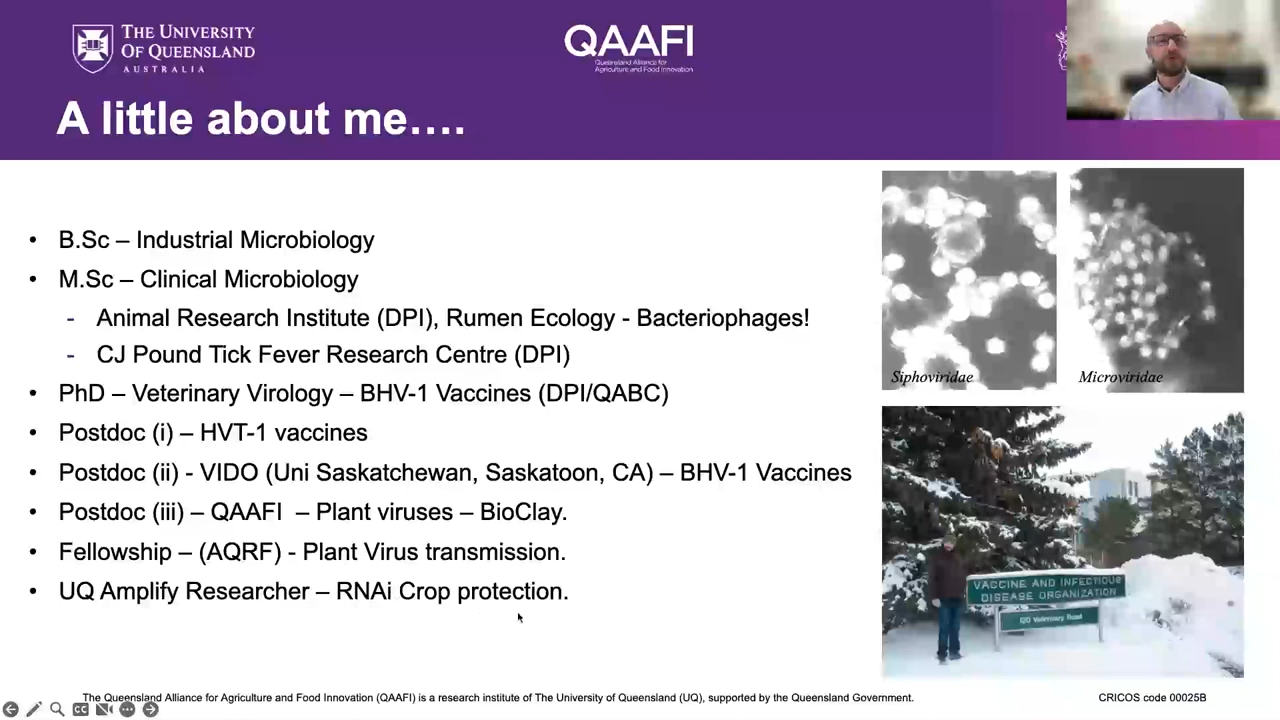 THE UNIVERSITY
OF QUEENSLAND
AUSTRALIA
QAAFI
Queensland Alliance for
Agriculture and Food Innovation
A little about me....
• B.Sc – Industrial Microbiology
• M.Sc – Clinical Microbiology
- Animal Research Institute (DPI), Rumen Ecology - Bacteriophages!
- CJ Pound Tick Fever Research Centre (DPI)
• PhD – Veterinary Virology – BHV-1 Vaccines (DPI/QABC)
• Postdoc (i) – HVT-1 vaccines
• Postdoc (ii) - VIDO (Uni Saskatchewan, Saskatoon, CA) – BHV-1 Vaccines
• Postdoc (iii) – QAAFI – Plant viruses – BioClay.
• Fellowship – (AQRF) - Plant Virus transmission.
• UQ Amplify Researcher – RNAi Crop protection.
Siphoviridae
Microviridae
VACCINE AND INFECTIOUS
DISEASE ORGANIZATION
120 Veterinary Road
The Queensland Alliance for Agriculture and Food Innovation (QAAFI) is a research institute of The University of Queensland (UQ), supported by the Queensland Government.
CRICOS code 00025B
CC